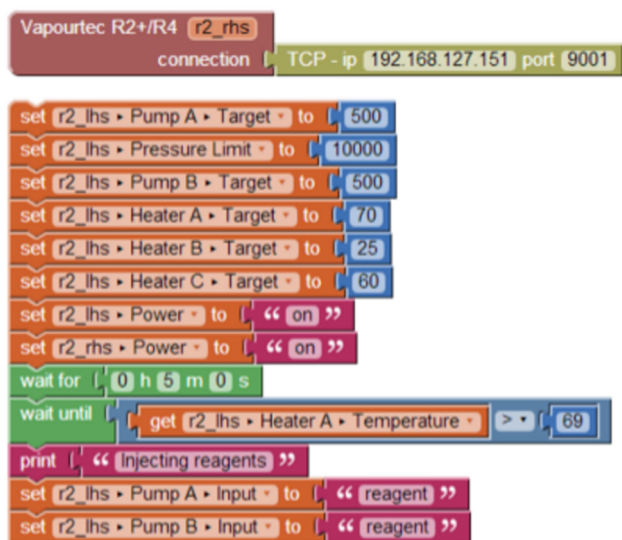 Vapourtec R2+/R4 r2_rhs
connection TCP - ip 192.168.127.151 port 9001
set r2_lhs ▸ Pump A ▸ Target ▾ to 500
set r2_lhs ▸ Pressure Limit ▾ to 10000
set r2_lhs ▸ Pump B ▸ Target ▾ to 500
set r2_lhs ▸ Heater A ▸ Target ▾ to 70
set r2_lhs ▸ Heater B ▸ Target ▾ to 25
set r2_lhs ▸ Heater C ▸ Target ▾ to 60
set r2_lhs ▸ Power ▾ to “ on ”
set r2_rhs ▸ Power ▾ to “ on ”
wait for 0 h 5 m 0 s
wait until get r2_lhs ▸ Heater A ▸ Temperature ▾ > ▾ 69
print “ Injecting reagents ”
set r2_lhs ▸ Pump A ▸ Input ▾ to “ reagent ”
set r2_lhs ▸ Pump B ▸ Input ▾ to “ reagent ”